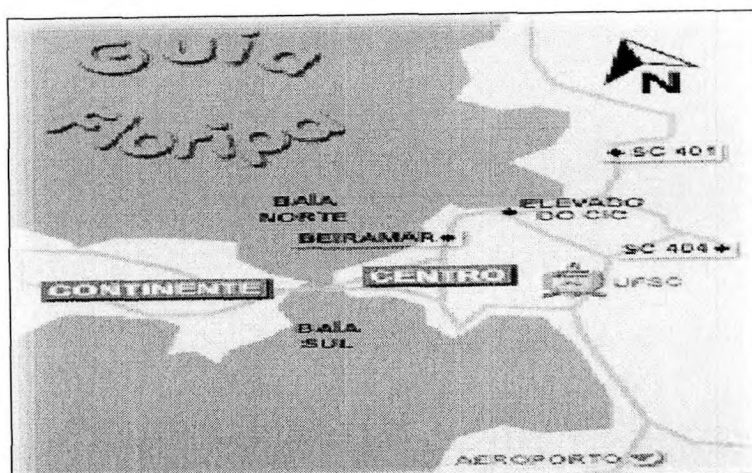 Guia
Floripa
N
SC 401
BAÍA
NORTE
ELEVADO
DO CIC
BEIRAMAR
SC 404
CONTINENTE
CENTRO
UFSC
BAÍA
SUL
AEROPORTO